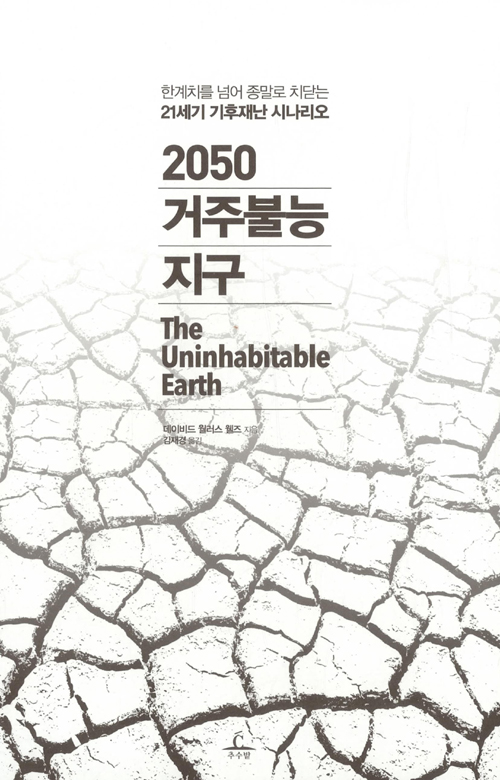 한계치를 넘어 종말로 치닫는
21세기 기후재난 시나리오
2050
거주불능
지구
The
Uninhabitable
Earth
데이비드 월러스 웰즈 지음
김재경 옮김
추수밭